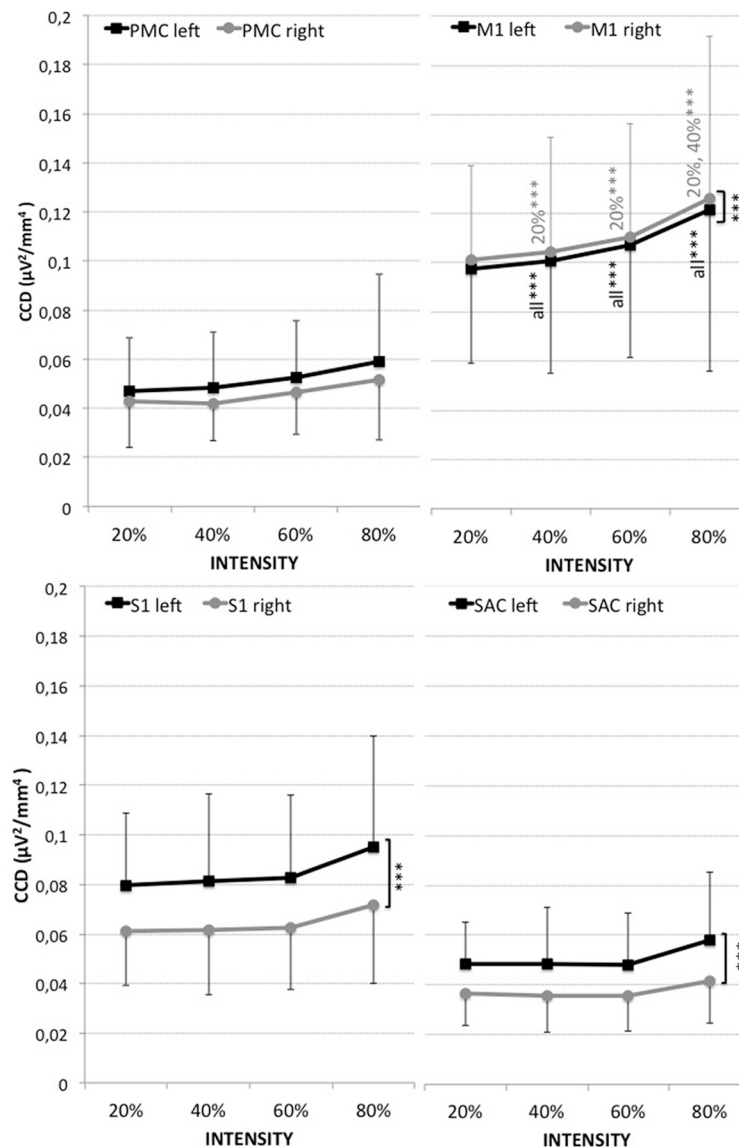 PMC left PMC right
M1 left M1 right
CCD (µV²/mm⁴)
0,2
0,18
0,16
0,14
0,12
0,1
0,08
0,06
0,04
0,02
0
20%***
20%***
20%, 40%***
***
all***
all***
all***
20% 40% 60% 80%
INTENSITY
20% 40% 60% 80%
INTENSITY
S1 left S1 right
SAC left SAC right
CCD (µV²/mm⁴)
0,2
0,18
0,16
0,14
0,12
0,1
0,08
0,06
0,04
0,02
0
***
***
20% 40% 60% 80%
INTENSITY
20% 40% 60% 80%
INTENSITY